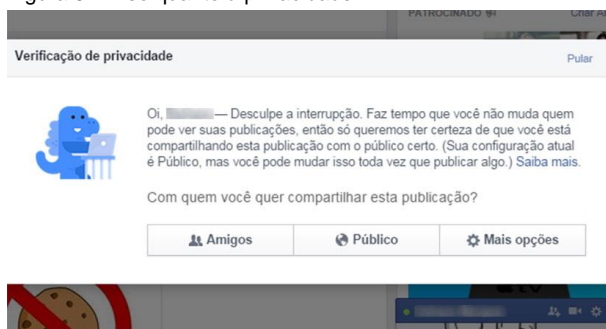 PATROCINADO
Criar
Verificação de privacidade
Pular
Oi, — Desculpe a interrupção. Faz tempo que você não muda quem
pode ver suas publicações, então só queremos ter certeza de que você está
compartilhando esta publicação com o público certo. (Sua configuração atual
é Público, mas você pode mudar isso toda vez que publicar algo.) Saiba mais.
Com quem você quer compartilhar esta publicação?
Amigos
Público
Mais opções